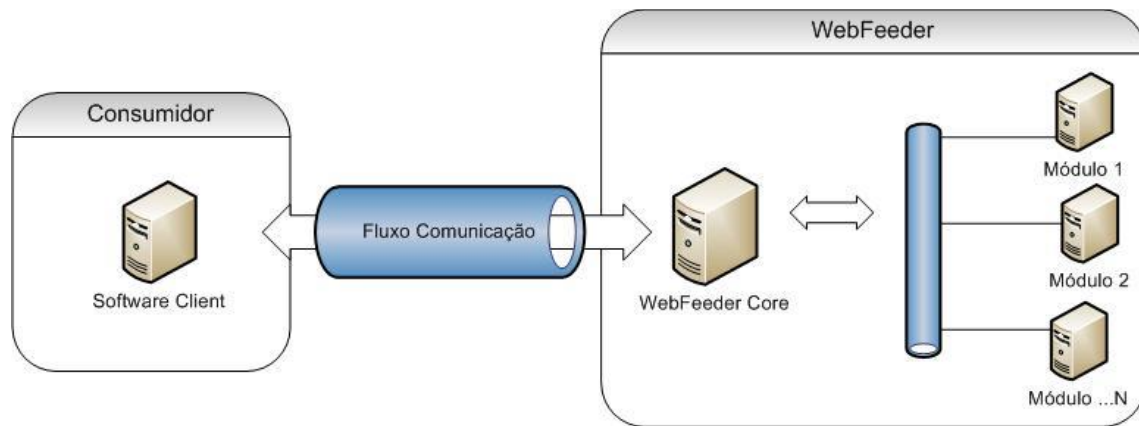 Consumidor
Software Client
Fluxo Comunicação
WebFeeder
WebFeeder Core
Módulo 1
Módulo 2
Módulo ...N